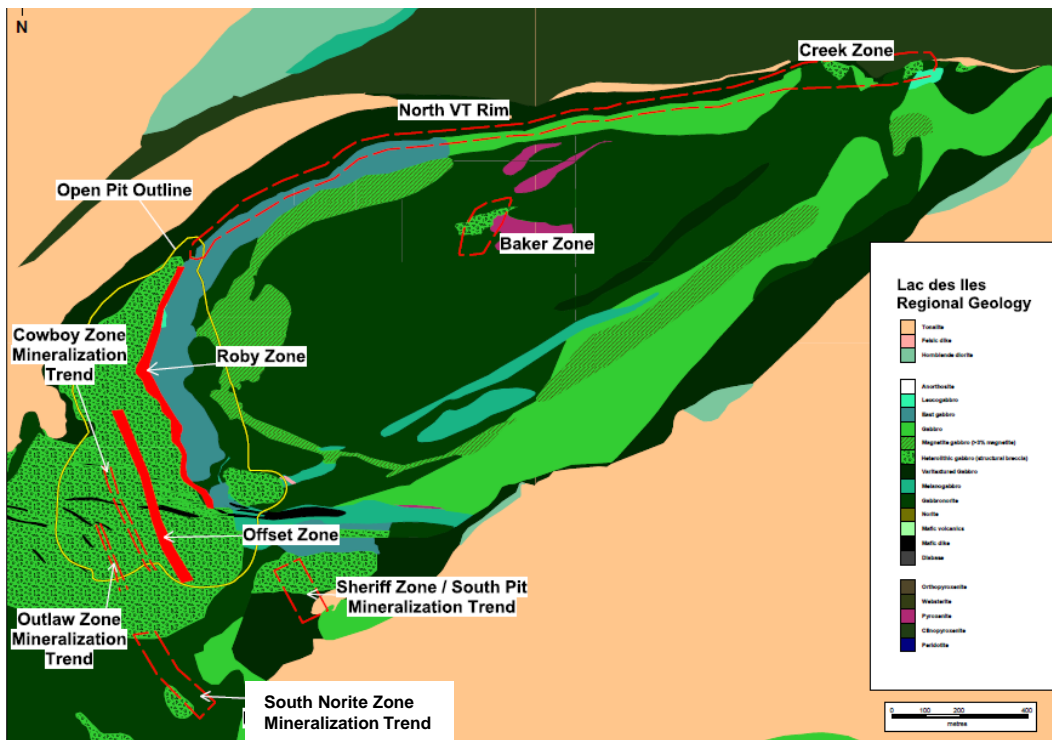 N
Creek Zone
North VT Rim
Open Pit Outline
Baker Zone
Cowboy Zone
Mineralization
Trend
Roby Zone
Offset Zone
Sheriff Zone / South Pit
Mineralization Trend
Outlaw Zone
Mineralization
Trend
South Norite Zone
Mineralization Trend
Lac des Iles
Regional Geology
Tonalite
Felsic dike
Hornblende diorite
Anorthosite
Leucogabbro
East gabbro
Gabbro
Magnetite gabbro (>3% magnetite)
Heterolithic gabbro (structural breccia)
Varitextured Gabbro
Melanogabbro
Gabbronorite
Norite
Mafic volcanics
Mafic dike
Diabase
Orthopyroxenite
Websterite
Pyroxenite
Clinopyroxenite
Peridotite
0 100 200 400
metres